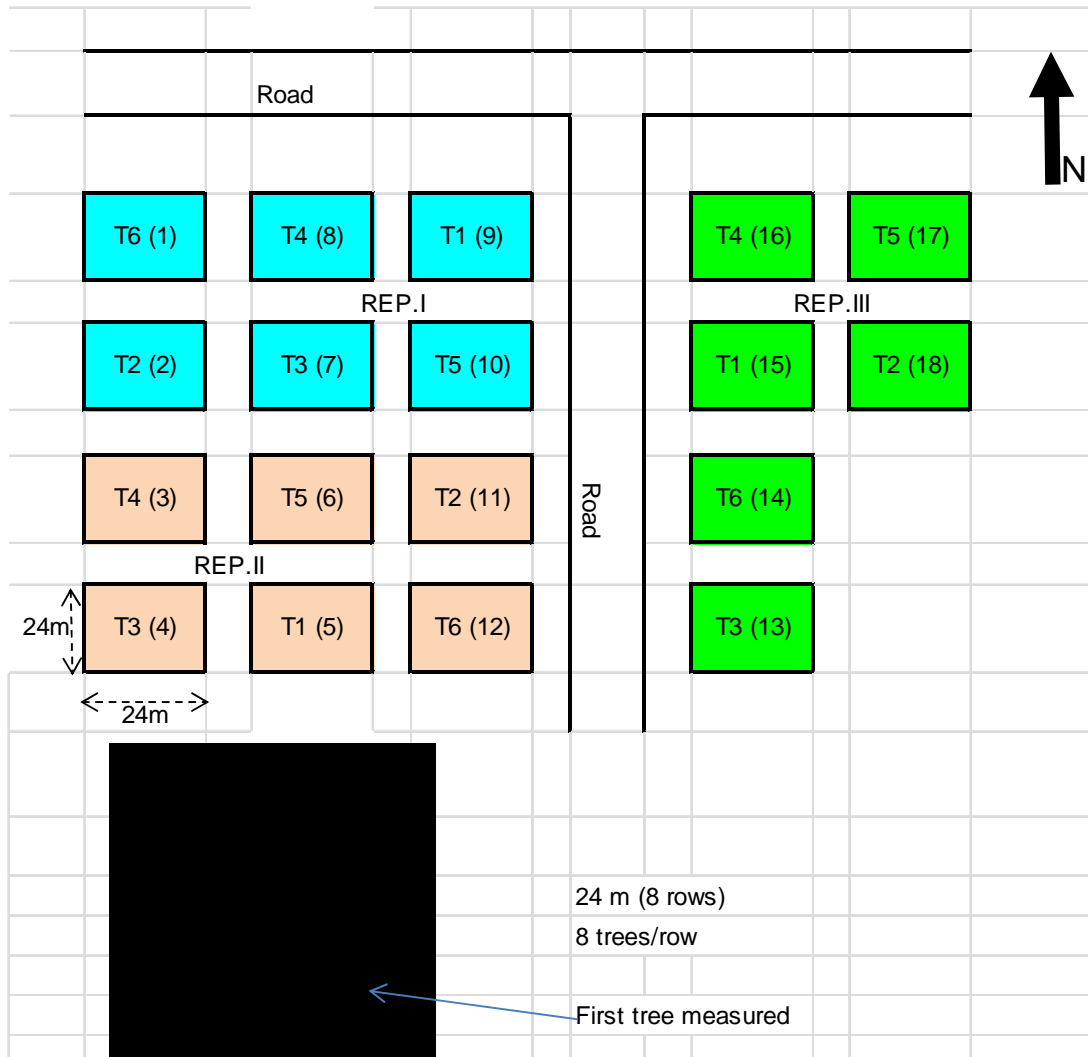 Road
N
T6 (1)
T4 (8)
T1 (9)
T4 (16)
T5 (17)
REP.I
REP.III
T2 (2)
T3 (7)
T5 (10)
T1 (15)
T2 (18)
T4 (3)
T5 (6)
T2 (11)
Road
T6 (14)
REP.II
24m
T3 (4)
T1 (5)
T6 (12)
T3 (13)
24m
24 m (8 rows)
8 trees/row
First tree measured